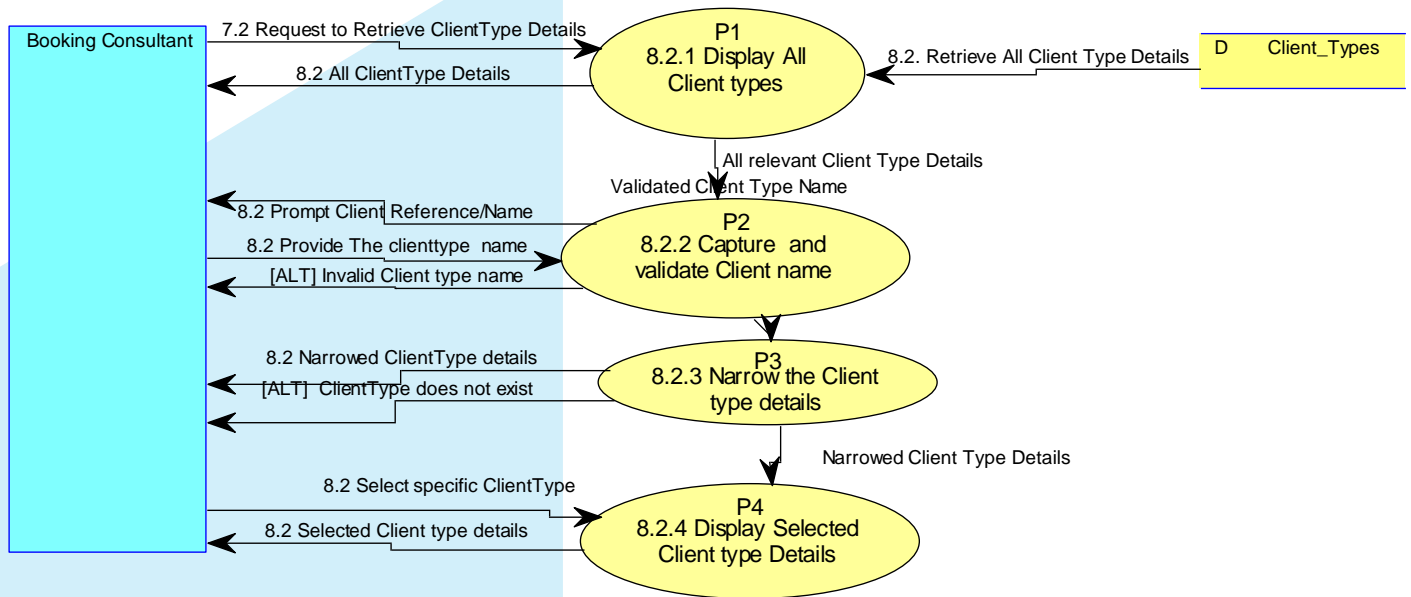 Booking Consultant
7.2 Request to Retrieve ClientType Details
8.2 All ClientType Details
P1
8.2.1 Display All
Client types
8.2. Retrieve All Client Type Details
D Client_Types
All relevant Client Type Details
Validated Client Type Name
8.2 Prompt Client Reference/Name
P2
8.2.2 Capture and
validate Client name
8.2 Provide The clienttype name
[ALT] Invalid Client type name
8.2 Narrowed ClientType details
P3
8.2.3 Narrow the Client
type details
[ALT] ClientType does not exist
Narrowed Client Type Details
8.2 Select specific ClientType
P4
8.2.4 Display Selected
Client type Details
8.2 Selected Client type details